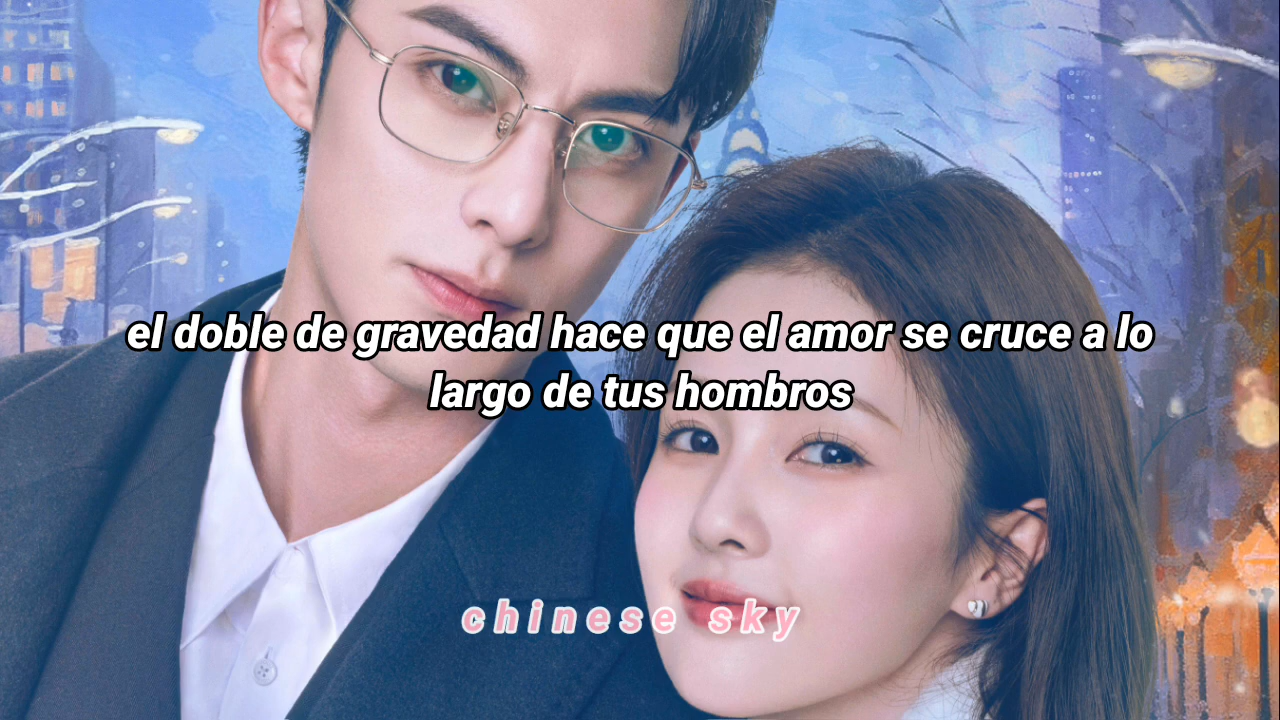 el doble de gravedad hace que el amor se cruce a lo
largo de tus hombros
chinese sky